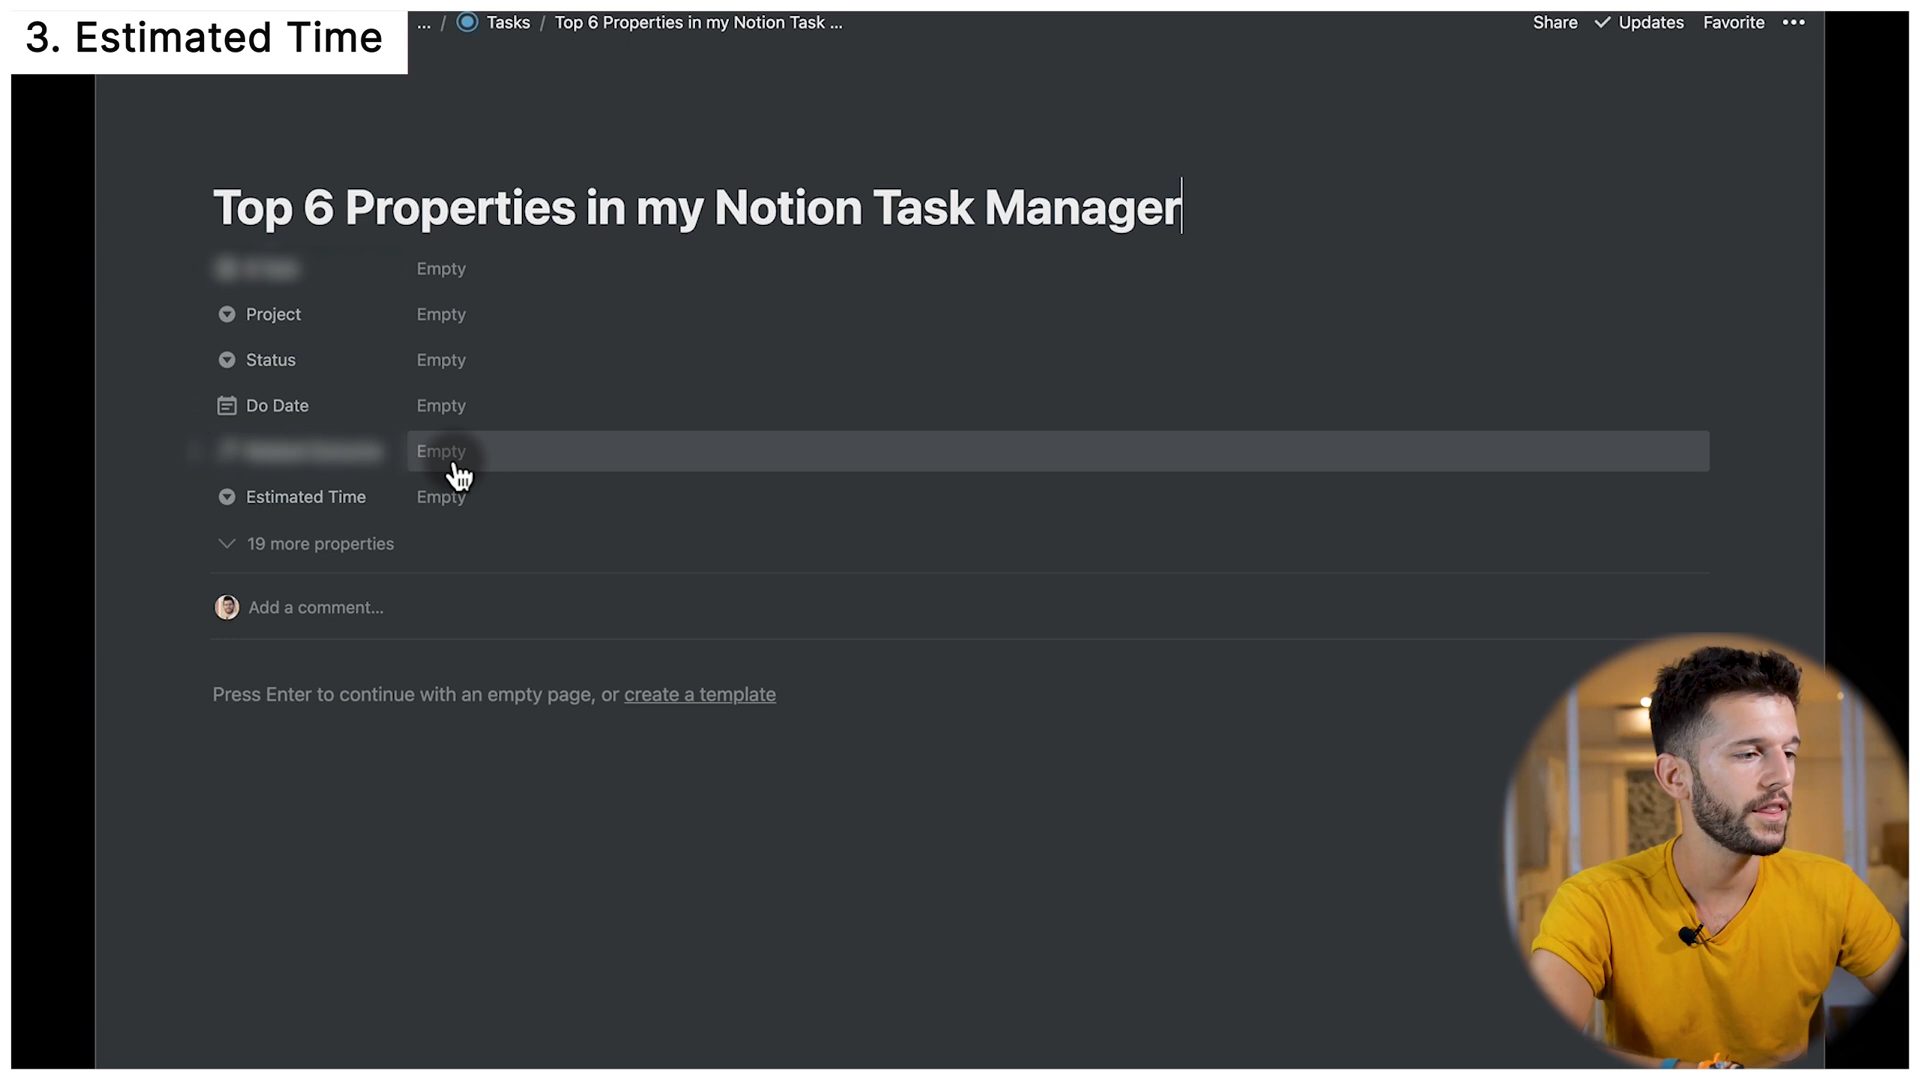 3. Estimated Time
... / Tasks / Top 6 Properties in my Notion Task ...
Share Updates Favorite
Top 6 Properties in my Notion Task Manager
Empty
Project Empty
Status Empty
Do Date Empty
Empty
Estimated Time Empty
19 more properties
Add a comment...
Press Enter to continue with an empty page, or create a template